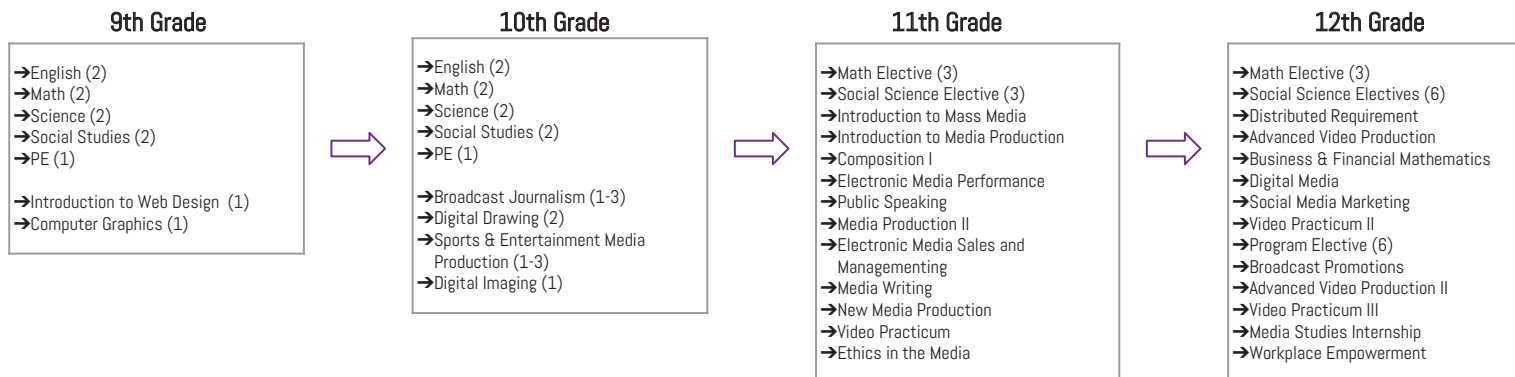 9th Grade
➔English (2)
➔Math (2)
➔Science (2)
➔Social Studies (2)
➔PE (1)
➔Introduction to Web Design (1)
➔Computer Graphics (1)
10th Grade
➔English (2)
➔Math (2)
➔Science (2)
➔Social Studies (2)
➔PE (1)
➔Broadcast Journalism (1-3)
➔Digital Drawing (2)
➔Sports & Entertainment Media
Production (1-3)
➔Digital Imaging (1)
11th Grade
➔Math Elective (3)
➔Social Science Elective (3)
➔Introduction to Mass Media
➔Introduction to Media Production
➔Composition I
➔Electronic Media Performance
➔Public Speaking
➔Media Production II
➔Electronic Media Sales and
Managementing
➔Media Writing
➔New Media Production
➔Video Practicum
➔Ethics in the Media
12th Grade
➔Math Elective (3)
➔Social Science Electives (6)
➔Distributed Requirement
➔Advanced Video Production
➔Business & Financial Mathematics
➔Digital Media
➔Social Media Marketing
➔Video Practicum II
➔Program Elective (6)
➔Broadcast Promotions
➔Advanced Video Production II
➔Video Practicum III
➔Media Studies Internship
➔Workplace Empowerment